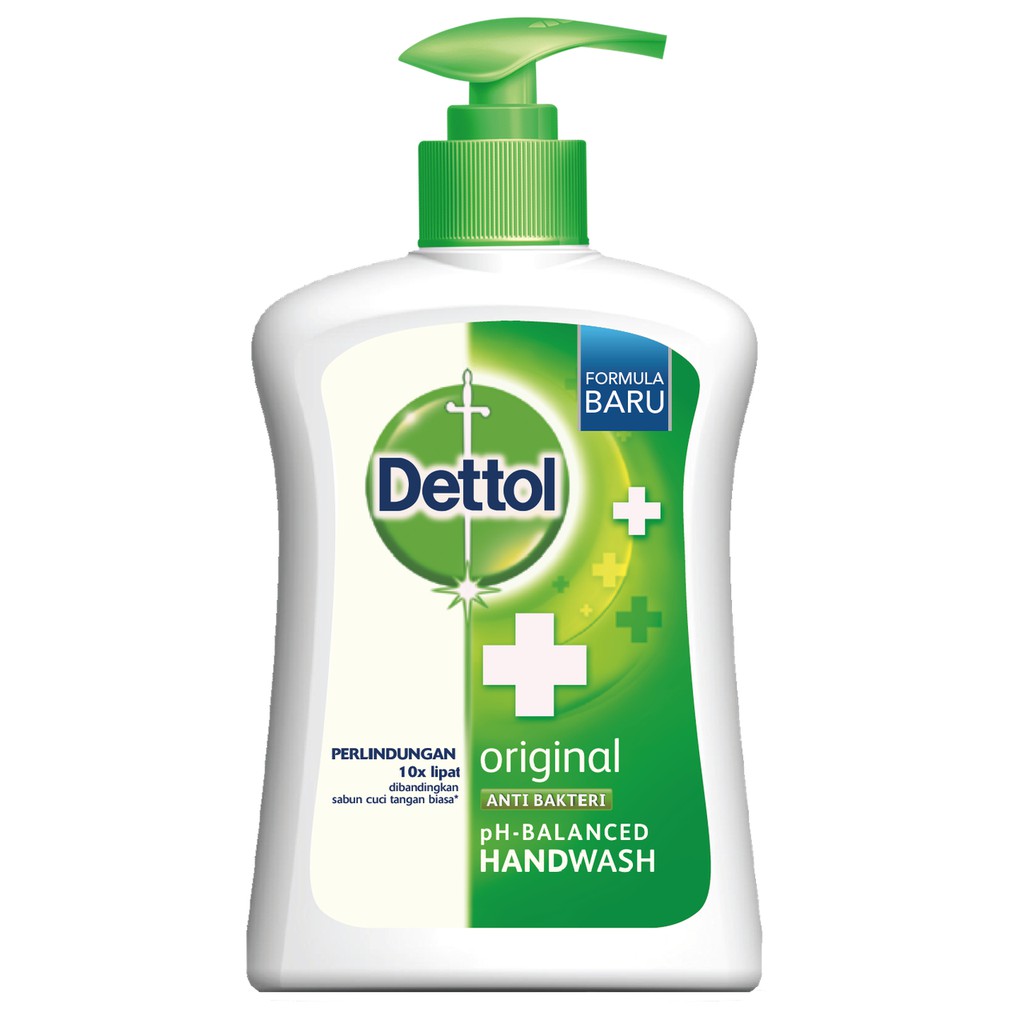 FORMULA
BARU
Dettol
PERLINDUNGAN
10x lipat
dibandingkan
sabun cuci tangan biasa*
original
ANTI BAKTERI
pH-BALANCED
HANDWASH